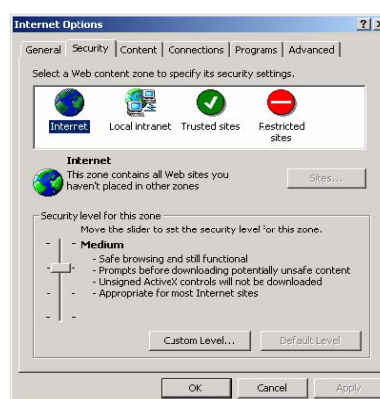 Internet Options
General Security Content Connections Programs Advanced
Select a Web content zone to specify its security settings.
Internet Local intranet Trusted sites Restricted
sites
Internet
This zone contains all Web sites you
haven't placed in other zones
Sites...
Security level for this zone
Move the slider to set the security level for this zone.
Medium
- Safe browsing and still functional
- Prompts before downloading potentially unsafe content
- Unsigned ActiveX controls will not be downloaded
- Appropriate for most Internet sites
Custom Level... Default Level
OK Cancel Apply